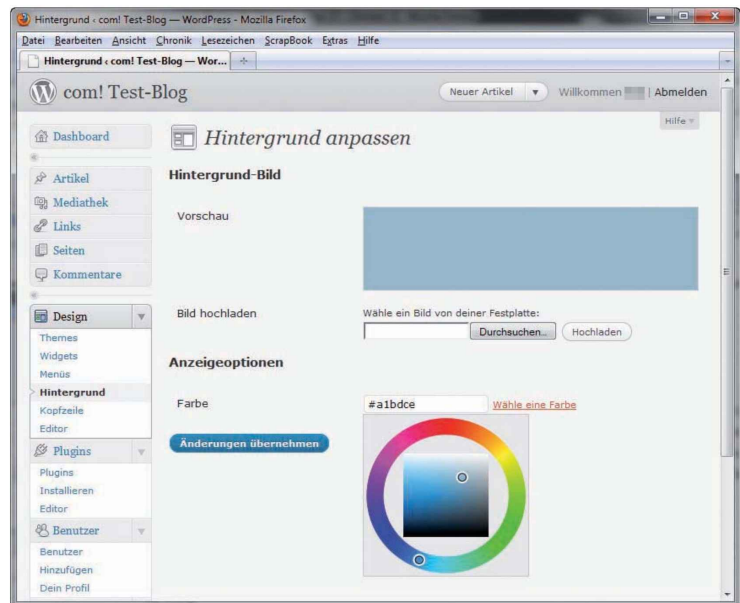 Hintergrund ‹ com! Test-Blog — WordPress - Mozilla Firefox
Datei Bearbeiten Ansicht Chronik Lesezeichen ScrapBook Extras Hilfe
Hintergrund ‹ com! Test-Blog — Wor...
com! Test-Blog
Neuer Artikel
Willkommen | Abmelden
Hilfe
Dashboard
Artikel
Mediathek
Links
Seiten
Kommentare
Design
Themes
Widgets
Menüs
Hintergrund
Kopfzeile
Editor
Plugins
Plugins
Installieren
Editor
Benutzer
Benutzer
Hinzufügen
Dein Profil
Hintergrund anpassen
Hintergrund-Bild
Vorschau
Bild hochladen
Wähle ein Bild von deiner Festplatte:
Durchsuchen... Hochladen
Anzeigeoptionen
Farbe
#a1bdce Wähle eine Farbe
Änderungen übernehmen